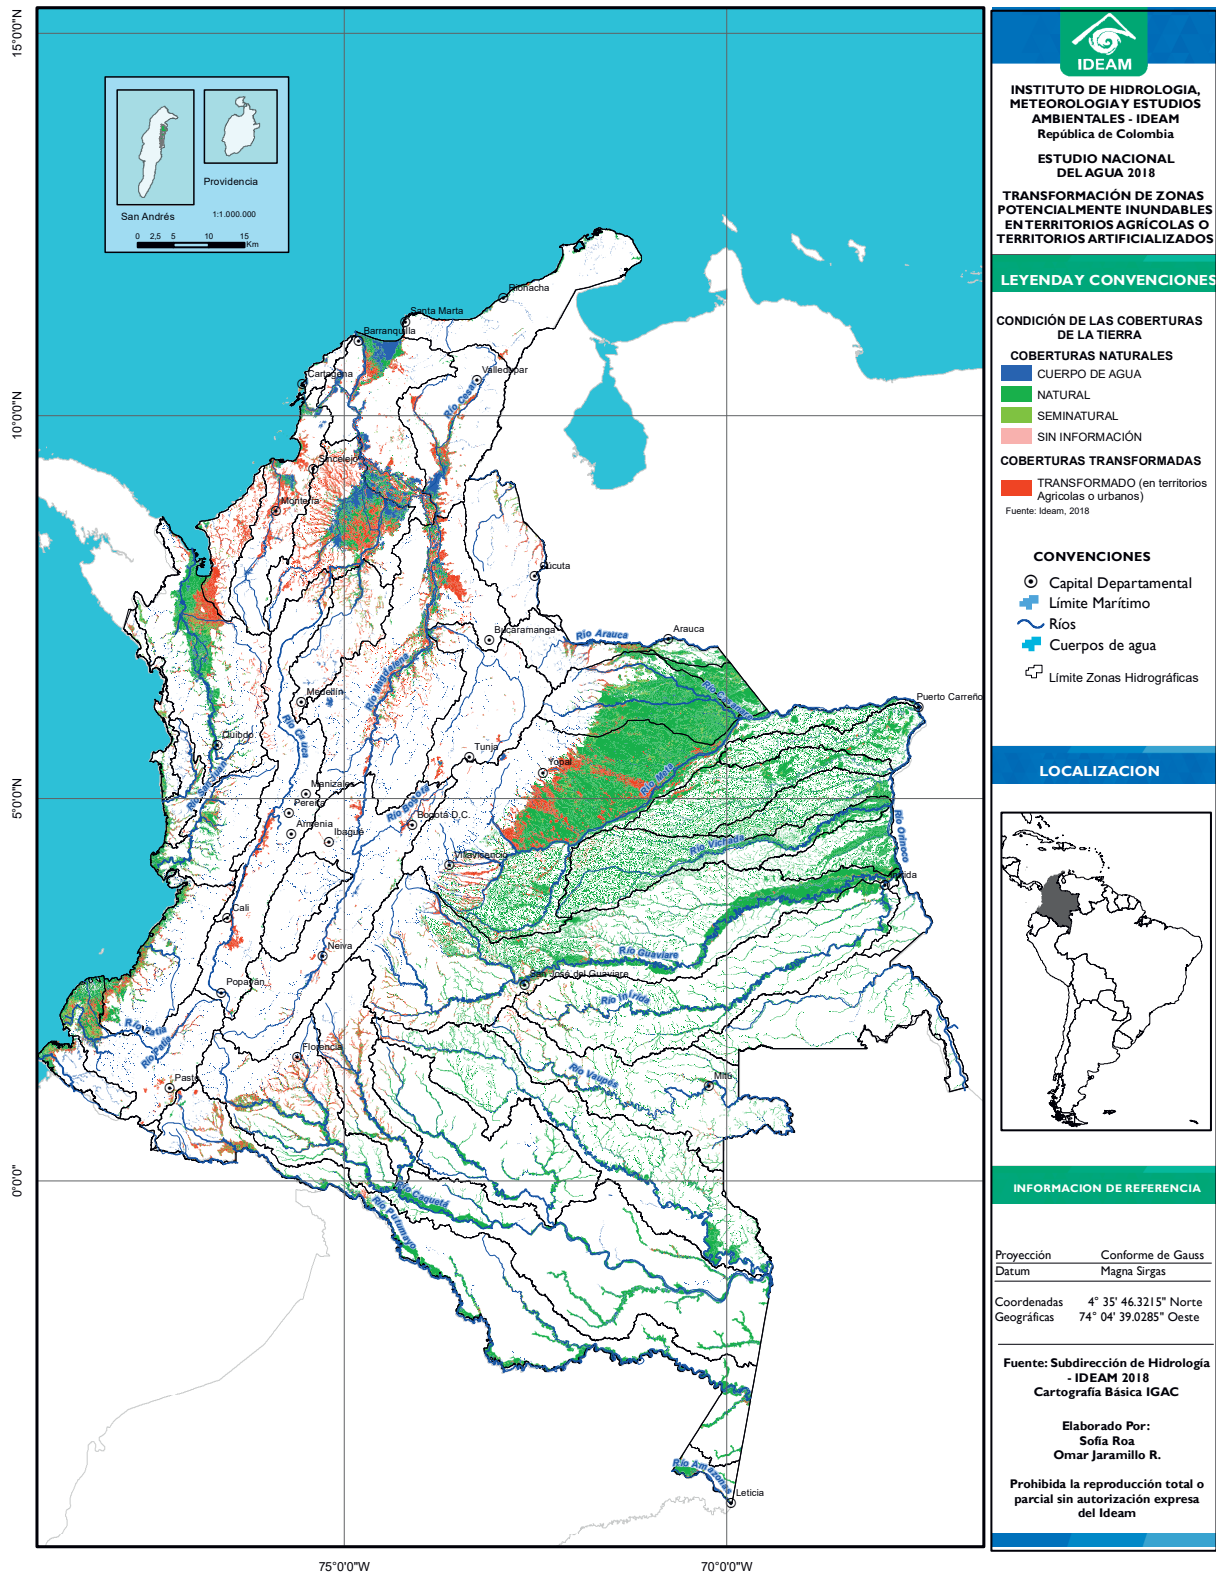 15°0'0"N
10°0'0"N
5°0'0"N
0°0'0"
75°0'0"W
70°0'0"W
San Andrés
Providencia
1:1.000.000
0 2,5 5 10 15
Km
Riohacha
Santa Marta
Barranquilla
Cartagena
Valledupar
Río Cesar
Sincelejo
Montería
Cúcuta
Bucaramanga
Río Arauca
Arauca
Río Magdalena
Medellín
Río Cauca
Puerto Carreño
Quibdó
Tunja
Yopal
Río Meta
Manizales
Pereira
Armenia
Ibagué
Río Bogotá
Bogotá D.C.
Villavicencio
Río Vichada
Río Orinoco
Cali
Neiva
Río Guaviare
San José del Guaviare
Río Inírida
Popayán
Río Patía
Río Patía
Florencia
Pasto
Río Vaupés
Mitú
Río Caquetá
Río Putumayo
Río Amazonas
Leticia
IDEAM
INSTITUTO DE HIDROLOGIA,
METEOROLOGIA Y ESTUDIOS
AMBIENTALES - IDEAM
República de Colombia
ESTUDIO NACIONAL
DEL AGUA 2018
TRANSFORMACIÓN DE ZONAS
POTENCIALMENTE INUNDABLES
EN TERRITORIOS AGRÍCOLAS O
TERRITORIOS ARTIFICIALIZADOS
LEYENDA Y CONVENCIONES
CONDICIÓN DE LAS COBERTURAS
DE LA TIERRA
COBERTURAS NATURALES
CUERPO DE AGUA
NATURAL
SEMINATURAL
SIN INFORMACIÓN
COBERTURAS TRANSFORMADAS
TRANSFORMADO (en territorios
Agricolas o urbanos)
Fuente: Ideam, 2018
CONVENCIONES
Capital Departamental
Límite Marítimo
Ríos
Cuerpos de agua
Límite Zonas Hidrográficas
LOCALIZACION
INFORMACION DE REFERENCIA
Proyección Conforme de Gauss
Datum Magna Sirgas
Coordenadas 4° 35' 46.3215" Norte
Geográficas 74° 04' 39.0285" Oeste
Fuente: Subdirección de Hidrología
- IDEAM 2018
Cartografía Básica IGAC
Elaborado Por:
Sofia Roa
Omar Jaramillo R.
Prohibida la reproducción total o
parcial sin autorización expresa
del Ideam